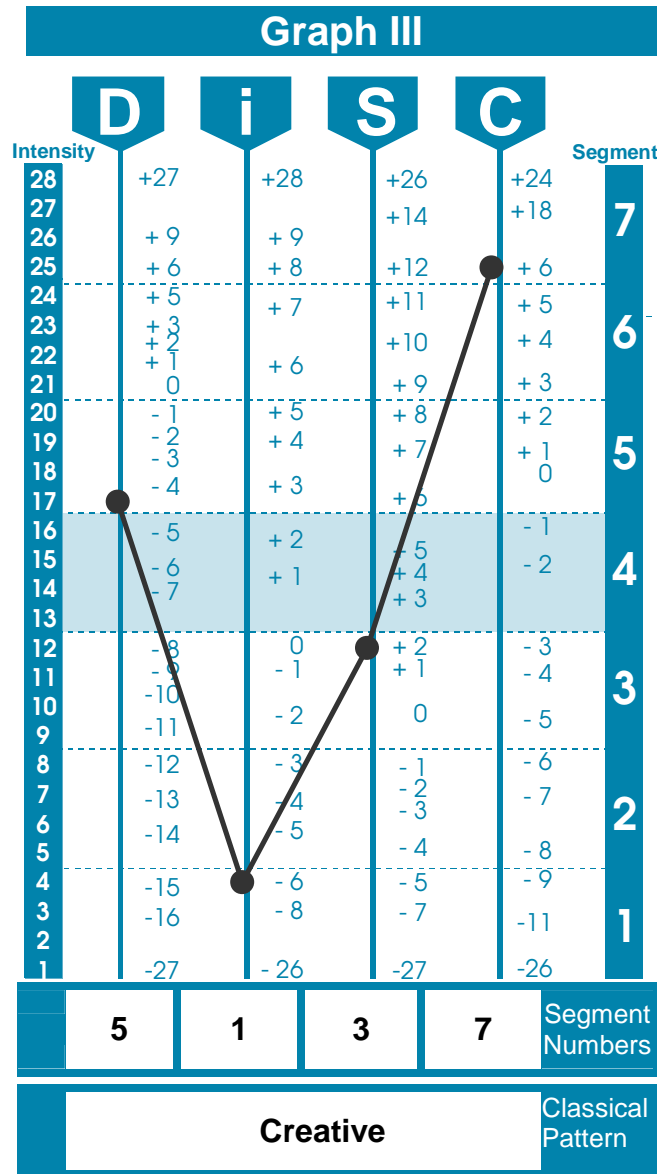 Graph III
D i S C
Intensity Segment
28 +27 +28 +26 +24
27 +14 +18 7
26 + 9 + 9
25 + 6 + 8 +12 + 6
24 + 5 + 7 +11 + 5
23 + 3 6
+ 2 +10 + 4
22 + 1 + 6
21 0 + 9 + 3
20 - 1 + 5 + 8 + 2
19 - 2 + 4 + 7 + 1 5
18 - 3 0
17 - 4 + 3 + 6
16 - 5 + 2 - 1
15 - 6 + 5 - 2 4
14 - 7 + 1 + 4
13 + 3
12 - 8 0 + 2 - 3
11 - 9 - 1 + 1 - 4 3
10 -10 - 2 0 - 5
9 -11
8 -12 - 3 - 1 - 6
7 -13 - 4 - 2 - 7
6 -14 - 5 - 3 2
5 - 4 - 8
4 -15 - 6 - 5 - 9
3 -16 - 8 - 7 -11
2 1
1 -27 - 26 -27 -26
5 1 3 7 Segment
Numbers
Creative Classical
Pattern